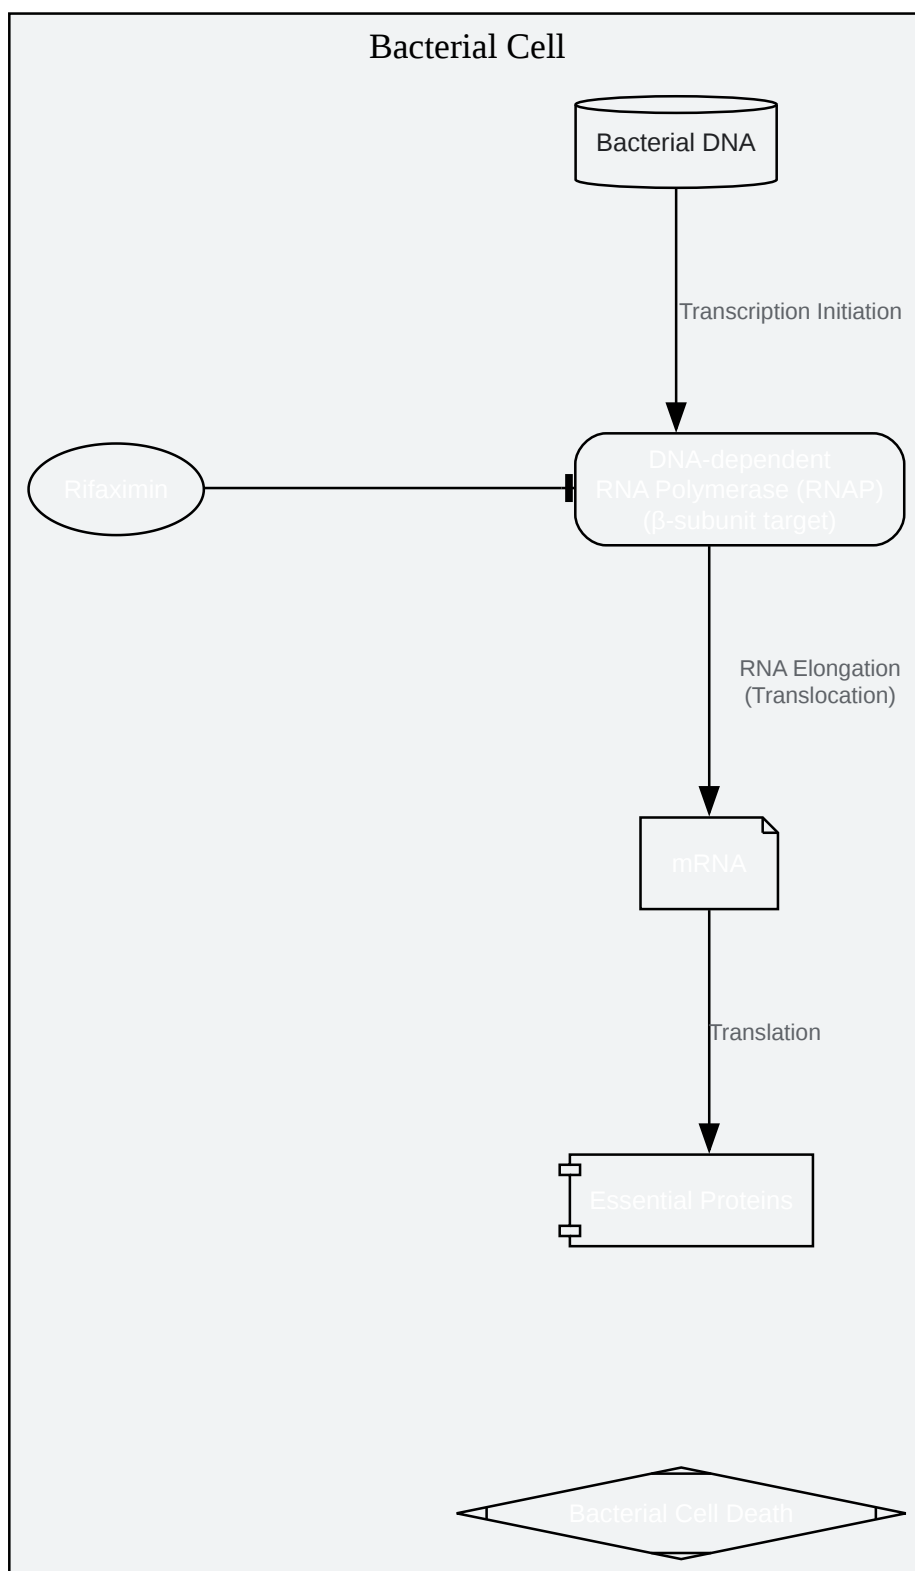 Bacterial Cell
Bacterial DNA
Transcription Initiation
Rifaximin
DNA-dependent
RNA Polymerase (RNAP)
(β-subunit target)
RNA Elongation
(Translocation)
mRNA
Translation
Essential Proteins
Bacterial Cell Death